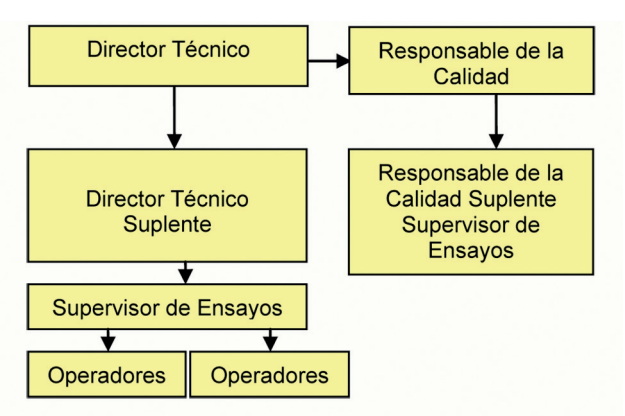 Director Técnico
Responsable de la
Calidad
Director Técnico
Suplente
Responsable de la
Calidad Suplente
Supervisor de
Ensayos
Supervisor de Ensayos
Operadores
Operadores